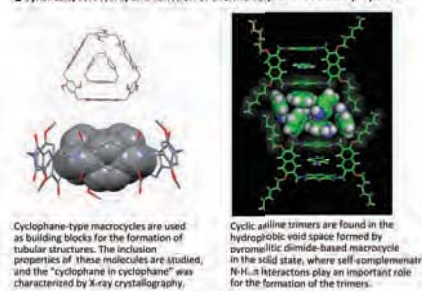 Cyclophane-type macrocycles are used
as building blocks for the formation of
tubular structures. The inclusion
properties of these molecules are studied,
and the "cyclophane in cyclophane" was
characterized by X-ray crystallography.
Cyclic aniline trimers are found in the
hydrophobic void space formed by
pyromellitic diimide-based macrocycle
in the solid state, where self-complementar
N-H...π interactons play an important role
for the formation of the trimers.